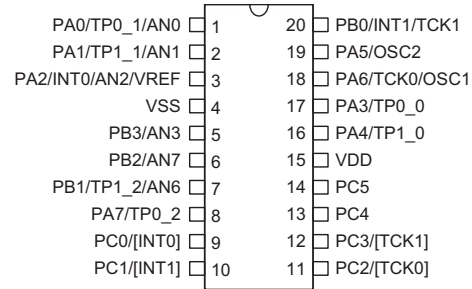 PA0/TP0_1/AN0 1 20 PB0/INT1/TCK1
PA1/TP1_1/AN1 2 19 PA5/OSC2
PA2/INT0/AN2/VREF 3 18 PA6/TCK0/OSC1
VSS 4 17 PA3/TP0_0
PB3/AN3 5 16 PA4/TP1_0
PB2/AN7 6 15 VDD
PB1/TP1_2/AN6 7 14 PC5
PA7/TP0_2 8 13 PC4
PC0/[INT0] 9 12 PC3/[TCK1]
PC1/[INT1] 10 11 PC2/[TCK0]